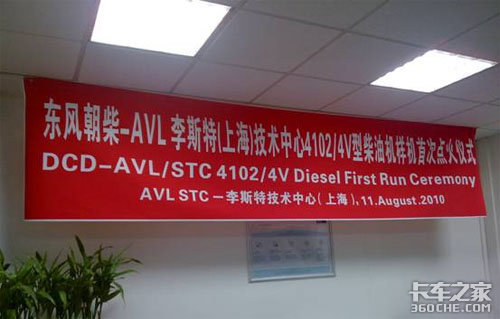 东风朝柴-AVL 李斯特(上海)技术中心4102/4V型柴油机样机首次点火仪式
DCD-AVL/STC 4102/4V Diesel First Run Ceremony
AVL STC－李斯特技术中心(上海), 11.August.2010
卡车之家
360che.com